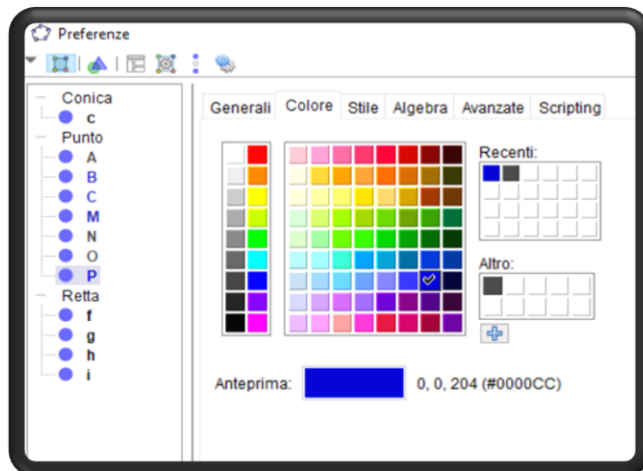 Preferenze
Conica
c
Punto
A
B
C
M
N
O
P
Retta
f
g
h
i
Generali Colore Stile Algebra Avanzate Scripting
Recenti:
Altro:
Anteprima: 0, 0, 204 (#0000CC)